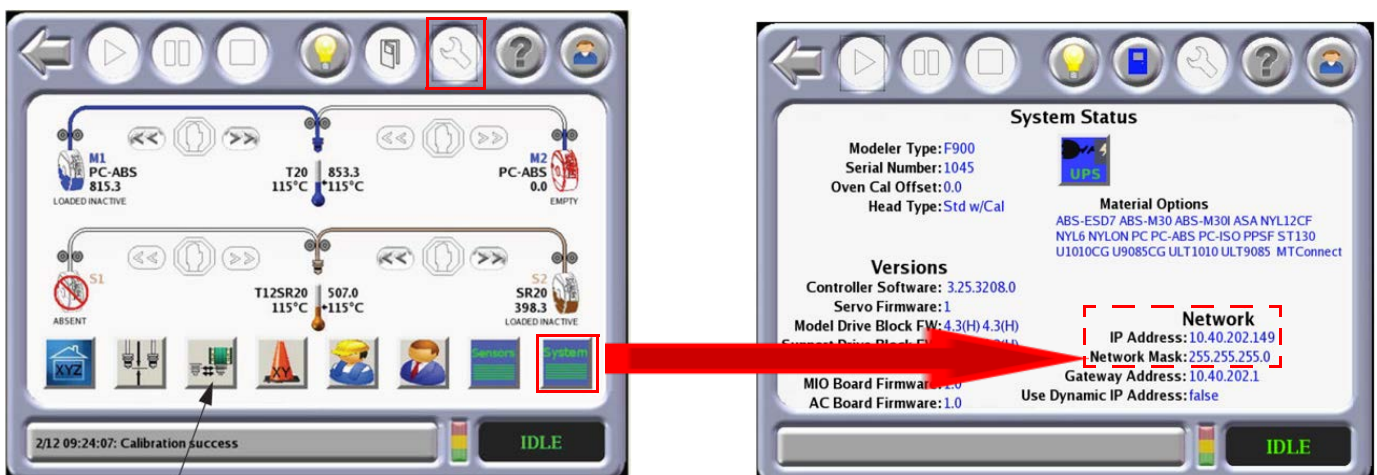 M1
PC-ABS
815.3
LOADED INACTIVE
T20 853.3
115°C 115°C
M2
PC-ABS
0.0
EMPTY
S1
ABSENT
T12SR20 507.0
115°C 115°C
S2
SR20
398.3
LOADED INACTIVE
XYZ
XY
Sensors
System
2/12 09:24:07: Calibration success
IDLE
System Status
Modeler Type: F900
Serial Number: 1045
Oven Cal Offset: 0.0
Head Type: Std w/Cal
UPS
Material Options
ABS-ESD7 ABS-M30 ABS-M30I ASA NYL12CF
NYL6 NYLON PC PC-ABS PC-ISO PPSF ST130
U1010CG U9085CG ULT1010 ULT9085 MTConnect
Versions
Controller Software: 3.25.3208.0
Servo Firmware: 1
Model Drive Block FW: 4.3(H) 4.3(H)
MIO Board Firmware: 1.0
AC Board Firmware: 1.0
Network
IP Address: 10.40.202.149
Network Mask: 255.255.255.0
Gateway Address: 10.40.202.1
Use Dynamic IP Address: false
IDLE